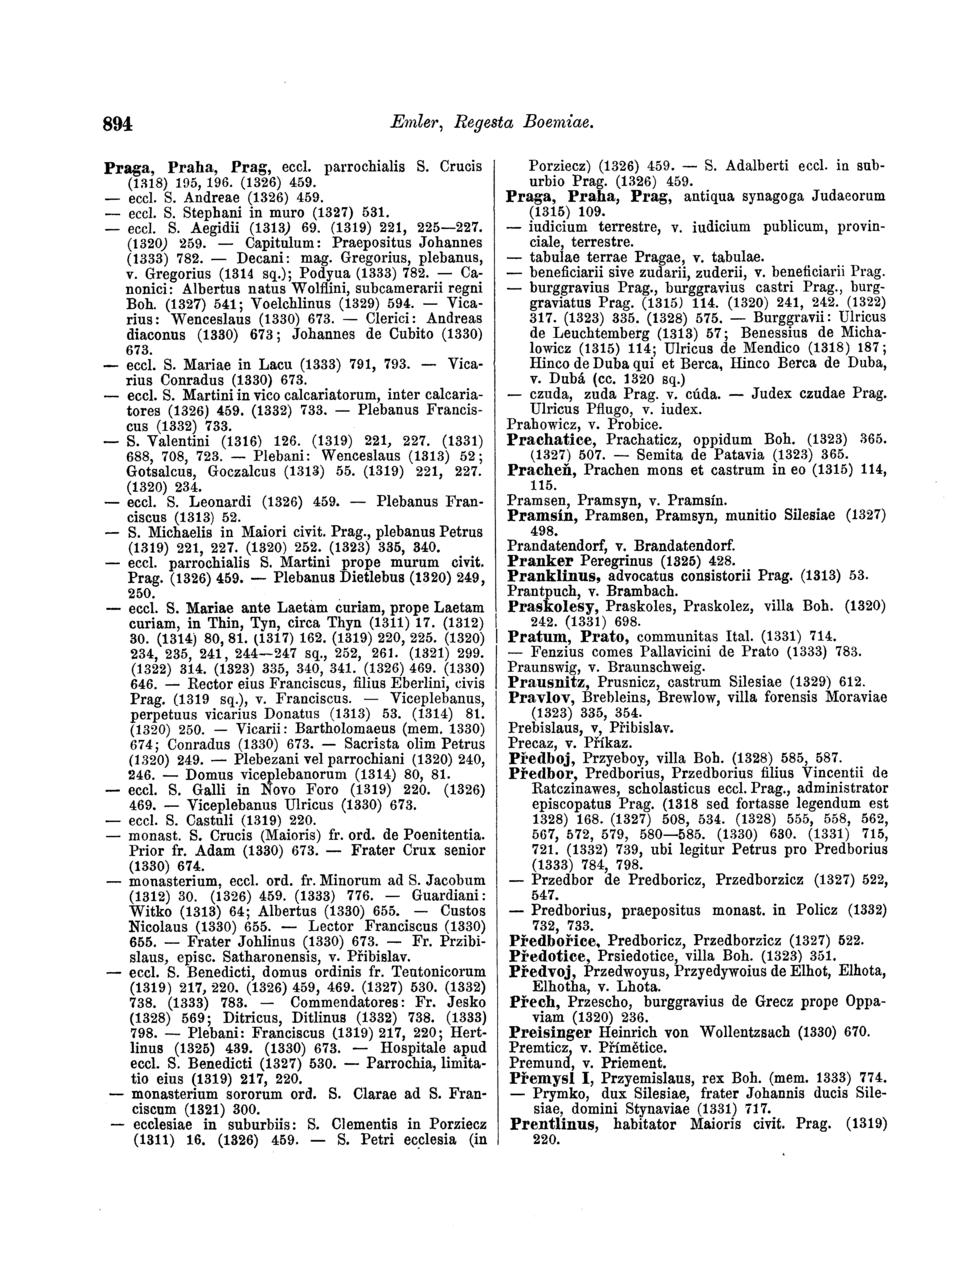 894
Emler, Regesta Boemiae.
Praga, Praha, Prag, eccl. parrochialis S. Crucis
(1318) 195, 196. (1326) 459.
— eccl. S. Andreae (1326) 459.
— eccl. S. Stephani in muro (1327) 531.
— eccl. S. Aegidii (1313) 69. (1319) 221, 225—227.
(1320) 259. — Capitulum: Praepositus Johannes
(1333) 782. — Decani: mag. Gregorius, plebanus,
v. Gregorius (1314 sq.); Podyua (1333) 782. — Ca-
nonici: Albertus natus Wolflini, subcamerarii regni
Boh. (1327) 541; Voelchlinus (1329) 594. — Vica-
rius: Wenceslaus (1330) 673. — Clerici: Andreas
diaconus (1330) 673; Johannes de Cubito (1330)
673.
— eccl. S. Mariae in Lacu (1333) 791, 793. — Vica-
rius Conradus (1330) 673.
— eccl. S. Martini in vico calcariatorum, inter calcaria-
tores (1326) 459. (1332) 733. — Plebanus Francis-
cus (1332) 733.
— S. Valentini (1316) 126. (1319) 221, 227. (1331)
688, 708, 723. — Plebani: Wenceslaus (1313) 52;
Gotsalcus, Goczalcus (1313) 55. (1319) 221, 227.
(1320) 234.
— eccl. S. Leonardi (1326) 459. — Plebanus Fran-
ciscus (1313) 52.
— S. Michaelis in Maiori civit. Prag., plebanus Petrus
(1319) 221, 227. (1320) 252. (1323) 335, 340.
— eccl. parrochialis S. Martini prope murum civit.
Prag. (1326) 459. — Plebanus Dietlebus (1320) 249,
250.
— eccl. S. Mariae ante Laetam curiam, prope Laetam
curiam, in Thin, Tyn, circa Thyn (1311) 17. (1312)
30. (1314) 80, 81. (1317) 162. (1319) 220, 225. (1320)
234, 235, 241, 244—247 sq., 252, 261. (1321) 299.
(1322) 314. (1323) 335, 340, 341. (1326) 469. (1330)
646. — Rector eius Franciscus, filius Eberlini, civis
Prag. (1319 sq.), v. Franciscus. — Viceplebanus,
perpetuus vicarius Donatus (1313) 53. (1314) 81.
(1320) 250. — Vicarii: Bartholomaeus (mem. 1330)
674; Conradus (1330) 673. — Sacrista olim Petrus
(1320) 249. — Plebezani vel parrochiani (1320) 240,
246. — Domus viceplebanorum (1314) 80, 81.
— eccl. S. Galli in Novo Foro (1319) 220. (1326)
469. — Viceplebanus Ulricus (1330) 673.
— eccl. S. Castuli (1319) 220.
— monast. S. Crucis (Maioris) fr. ord. de Poenitentia.
Prior fr. Adam (1330) 673. — Frater Crux senior
(1330) 674.
— monasterium, eccl. ord. fr. Minorum ad S. Jacobum
(1312) 30. (1326) 459. (1333) 776. — Guardiani:
Witko (1313) 64; Albertus (1330) 655. — Custos
Nicolaus (1330) 655. — Lector Franciscus (1330)
655. — Frater Johlinus (1330) 673. — Fr. Przibi-
slaus, episc. Satharonensis, v. Přibislav.
— eccl. S. Benedicti, domus ordinis fr. Teutonicorum
(1319) 217, 220. (1326) 459, 469. (1327) 530. (1332)
738. (1333) 783. — Commendatores: Fr. Jesko
(1328) 569; Ditricus, Ditlinus (1332) 738. (1333)
798. — Plebani: Franciscus (1319) 217, 220; Hert-
linus (1325) 439. (1330) 673. — Hospitale apud
eccl. S. Benedicti (1327) 530. — Parrochia, limita-
tio eius (1319) 217, 220.
— monasterium sororum ord. S. Clarae ad S. Fran-
ciscum (1321) 300.
— ecclesiae in suburbiis: S. Clementis in Porziecz
(1311) 16. (1326) 459. — S. Petri ecclesia (in
Porziecz) (1326) 459. — S. Adalberti eccl. in sub-
urbio Prag. (1326) 459.
Praga, Praha, Prag, antiqua synagoga Judaeorum
(1315) 109.
— iudicium terrestre, v. iudicium publicum, provin-
ciale, terrestre.
— tabulae terrae Pragae, v. tabulae.
— beneficiarii sive zudarii, zuderii, v. beneficiarii Prag.
— burggravius Prag., burggravius castri Prag., burg-
graviatus Prag. (1315) 114. (1320) 241, 242. (1322)
317. (1323) 335. (1328) 575. — Burggravii: Ulricus
de Leuchtemberg (1313) 57; Benessius de Micha-
lowicz (1315) 114; Ulricus de Mendico (1318) 187;
Hinco de Duba qui et Berca, Hinco Berca de Duba,
v. Dubá (cc. 1320 sq.)
— czuda, zuda Prag. v. cúda. — Judex czudae Prag.
Ulricus Pflugo, v. iudex.
Prahowicz, v. Probice.
Prachatice, Prachaticz, oppidum Boh. (1323) 365.
(1327) 507. — Semita de Patavia (1323) 365.
Pracheň, Prachen mons et castrum in eo (1315) 114,
115.
Pramsen, Pramsyn, v. Pramsín.
Pramsín, Pramsen, Pramsyn, munitio Silesiae (1327)
498.
Prandatendorf, v. Brandatendorf.
Pranker Peregrinus (1325) 428.
Pranklinus, advocatus consistorii Prag. (1313) 53.
Prantpuch, v. Brambach.
Praskolesy, Praskoles, Praskolez, villa Boh. (1320)
242. (1331) 698.
Pratum, Prato, communitas Ital. (1331) 714.
— Fenzius comes Pallavicini de Prato (1333) 783.
Praunswig, v. Braunschweig.
Prausnitz, Prusnicz, castrum Silesiae (1329) 612.
Pravlov, Brebleins, Brewlow, villa forensis Moraviae
(1323) 335, 354.
Prebislaus, v, Přibislav.
Precaz, v. Příkaz.
Předboj, Przyeboy, villa Boh. (1328) 585, 587.
Předbor, Predborius, Przedborius filius Vincentii de
Ratczinawes, scholasticus eccl. Prag., administrator
episcopatus Prag. (1318 sed fortasse legendum est
1328) 168. (1327) 508, 534. (1328) 555, 558, 562,
567, 572, 579, 580—585. (1330) 630. (1331) 715,
721. (1332) 739, ubi legitur Petrus pro Predborius
(1333) 784, 798.
— Przedbor de Predboricz, Przedborzicz (1327) 522,
547.
— Predborius, praepositus monast. in Policz (1332)
732, 733.
Předbořice, Predboricz, Przedborzicz (1327) 522.
Předotice, Prsiedotice, villa Boh. (1323) 351.
Předvoj, Przedwoyus, Przyedywoius de Elhot, Elhota,
Elhotha, v. Lhota.
Přech, Przescho, burggravius de Grecz prope Oppa-
viam (1320) 236.
Preisinger Heinrich von Wollentzsach (1330) 670.
Premticz, v. Přímětice.
Premund, v. Priement.
Přemysl I, Przyemislaus, rex Boh. (mem. 1333) 774.
— Prymko, dux Silesiae, frater Johannis ducis Sile-
siae, domini Stynaviae (1331) 717.
Prentlinus, habitator Maioris civit. Prag. (1319)
220.